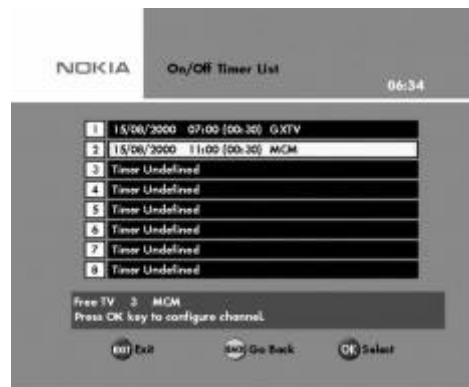 NOKIA
On/Off Timer List
06:34
1 15/08/2000 07:00 (00:30) GXTV
2 15/08/2000 11:00 (00:30) MCM
3 Timer Undefined
4 Timer Undefined
5 Timer Undefined
6 Timer Undefined
7 Timer Undefined
8 Timer Undefined
Free TV 3 MCM
Press OK key to configure channel.
EXIT Exit BACK Go Back OK Select